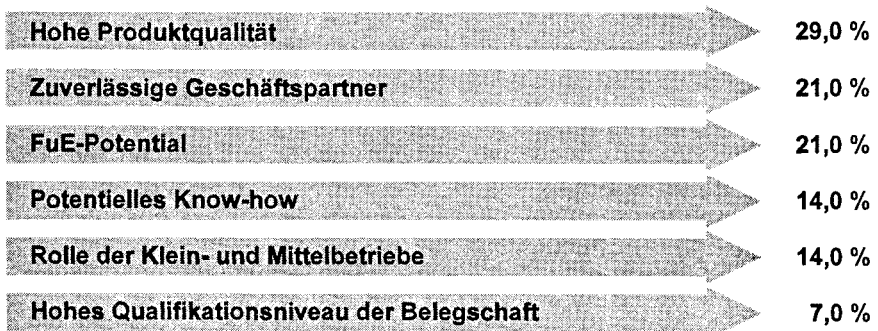 Hohe Produktqualität 29,0 %
Zuverlässige Geschäftspartner 21,0 %
FuE-Potential 21,0 %
Potentielles Know-how 14,0 %
Rolle der Klein- und Mittelbetriebe 14,0 %
Hohes Qualifikationsniveau der Belegschaft 7,0 %